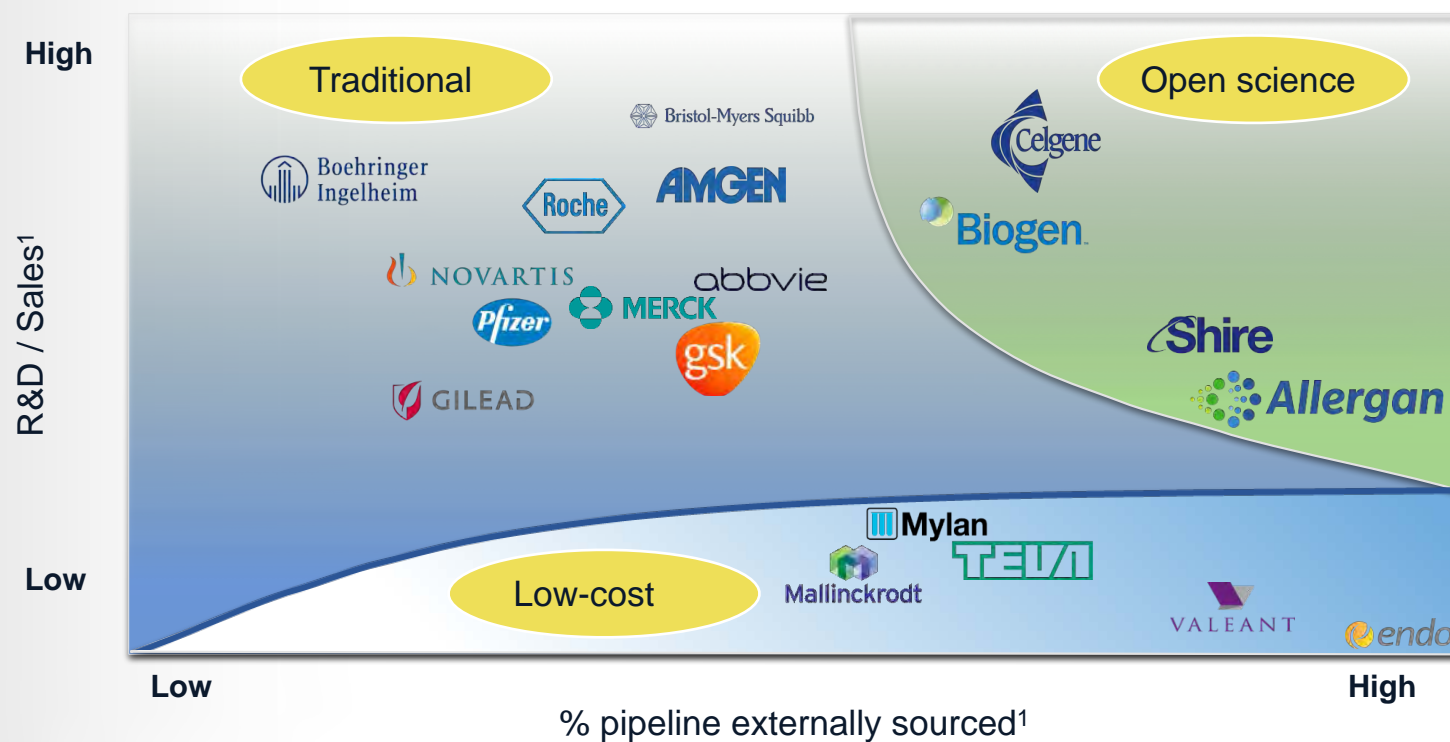 High
Traditional
Open science
Bristol-Myers Squibb
Celgene
Boehringer
Ingelheim
Roche
AMGEN
Biogen™
NOVARTIS
abbvie
MERCK
Pfizer
gsk
Shire
GILEAD
Allergan
R&D / Sales¹
Mylan
TEVA
Mallinckrodt
Low
Low-cost
VALEANT
endo
Low
High
% pipeline externally sourced¹